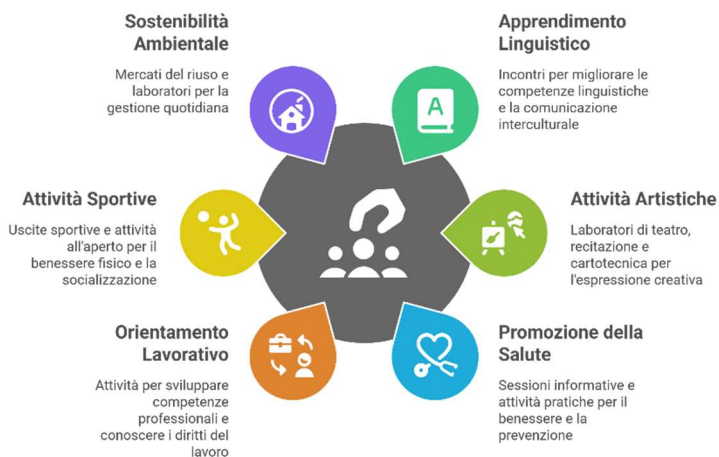 Sostenibilità
Ambientale
Mercati del riuso e
laboratori per la
gestione quotidiana
Apprendimento
Linguistico
Incontri per migliorare le
competenze linguistiche
e la comunicazione
interculturale
A
Attività Sportive
Uscite sportive e attività
all'aperto per il
benessere fisico e la
socializzazione
Attività Artistiche
Laboratori di teatro,
recitazione e
cartotecnica per
l'espressione creativa
Orientamento
Lavorativo
Attività per sviluppare
competenze
professionali e
conoscere i diritti del
lavoro
Promozione della
Salute
Sessioni informative e
attività pratiche per il
benessere e la
prevenzione